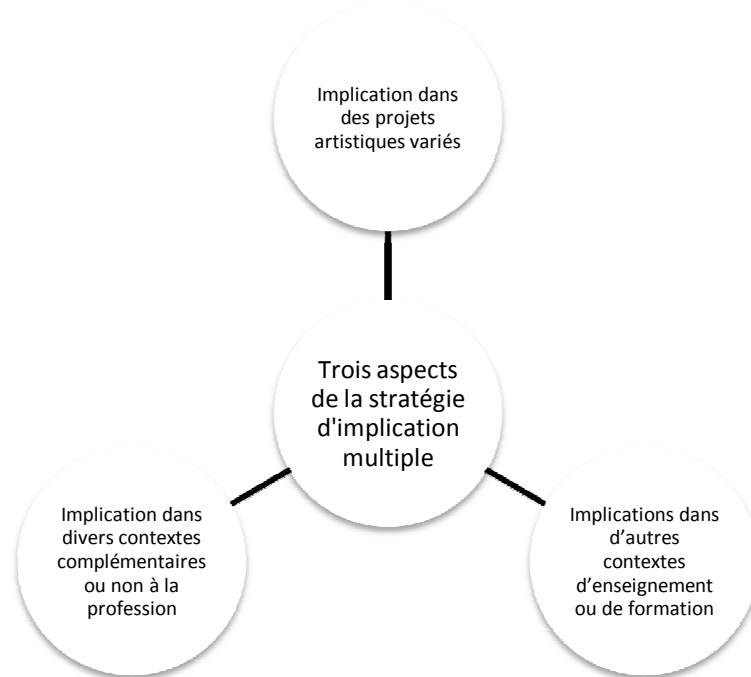 Implication dans
des projets
artistiques variés
Trois aspects
de la stratégie
d'implication
multiple
Implication dans
divers contextes
complémentaires
ou non à la
profession
Implications dans
d’autres
contextes
d’enseignement
ou de formation